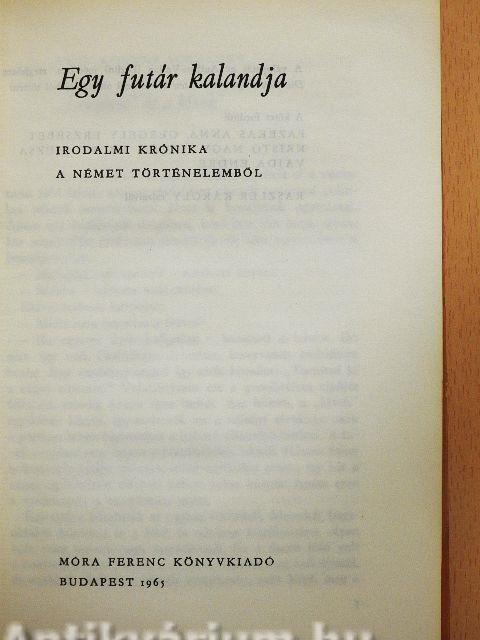 Egy futár kalandja
IRODALMI KRÓNIKA
A NÉMET TÖRTÉNELEMBŐL
MÓRA FERENC KÖNYVKIADÓ
BUDAPEST 1965
Antikvárium.hu